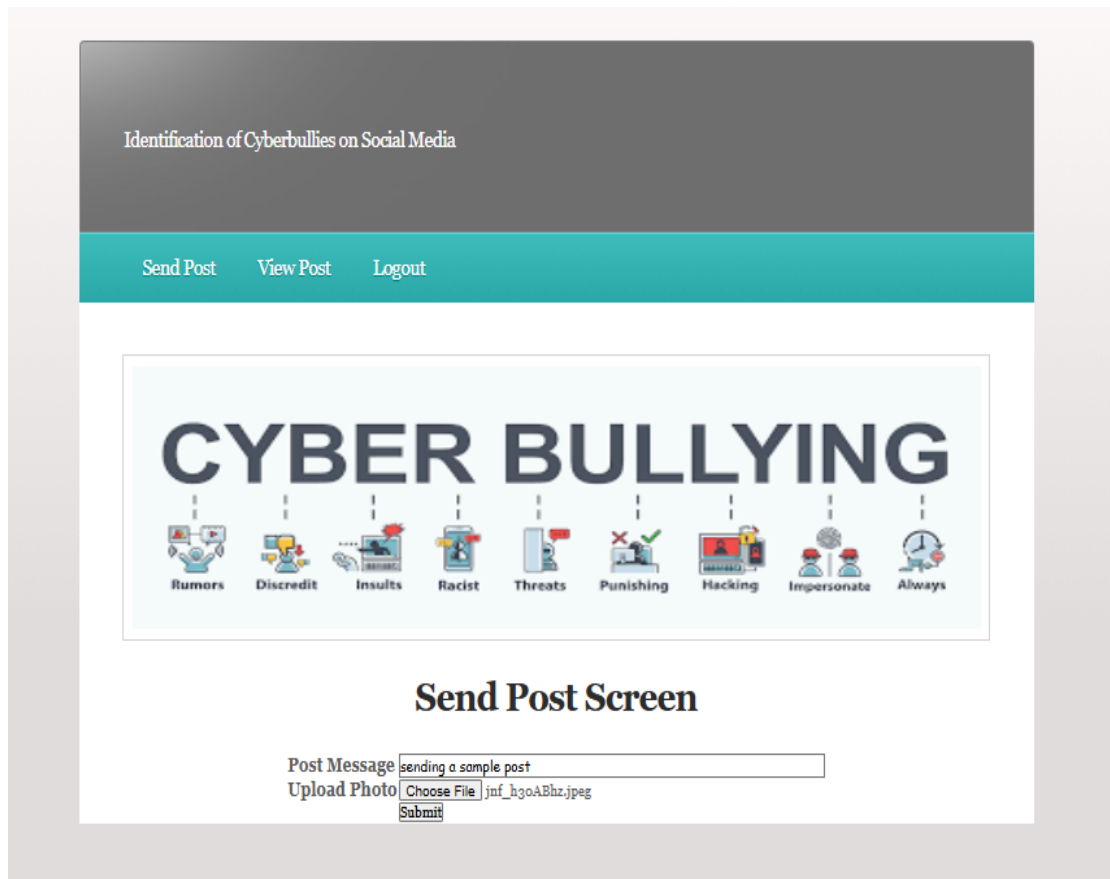 Identification of Cyberbullies on Social Media
Send Post View Post Logout
CYBER BULLYING
Rumors Discredit Insults Racist Threats Punishing Hacking Impersonate Always
Send Post Screen
Post Message sending a sample post
Upload Photo Choose File jnf_h30ABhz.jpeg
Submit